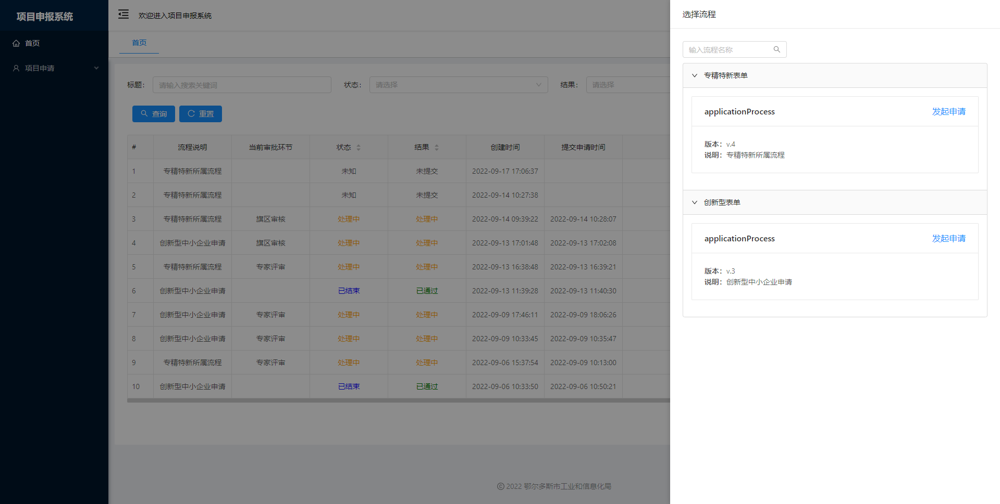 项目申报系统
首页
项目申请
欢迎进入项目申报系统
首页
标题： 请输入搜索关键词 状态： 请选择 结果： 请选择
查询 重置
# 流程说明 当前审批环节 状态 结果 创建时间 提交申请时间
1 专精特新所属流程 未知 未提交 2022-09-17 17:06:37
2 专精特新所属流程 未知 未提交 2022-09-14 10:27:38
3 专精特新所属流程 旗区审核 处理中 处理中 2022-09-14 09:39:22 2022-09-14 10:28:07
4 创新型中小企业申请 旗区审核 处理中 处理中 2022-09-13 17:01:48 2022-09-13 17:02:08
5 专精特新所属流程 专家评审 处理中 处理中 2022-09-13 16:38:48 2022-09-13 16:39:21
6 创新型中小企业申请 已结束 已通过 2022-09-13 11:39:28 2022-09-13 11:40:30
7 创新型中小企业申请 专家评审 处理中 处理中 2022-09-09 17:46:11 2022-09-09 18:06:26
8 创新型中小企业申请 专家评审 处理中 处理中 2022-09-09 10:33:45 2022-09-09 10:35:47
9 专精特新所属流程 专家评审 处理中 处理中 2022-09-06 15:37:54 2022-09-09 10:13:00
10 创新型中小企业申请 已结束 已通过 2022-09-06 10:33:50 2022-09-06 10:50:21
© 2022 鄂尔多斯市工业和信息化局
选择流程
输入流程名称
专精特新表单
applicationProcess 发起申请
版本：v.4
说明：专精特新所属流程
创新型表单
applicationProcess 发起申请
版本：v.3
说明：创新型中小企业申请